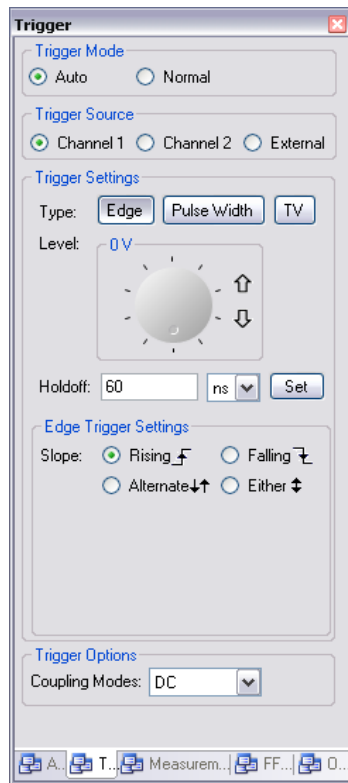 Trigger
Trigger Mode
Auto Normal
Trigger Source
Channel 1 Channel 2 External
Trigger Settings
Type: Edge Pulse Width TV
Level: 0 V
Holdoff: 60 ns Set
Edge Trigger Settings
Slope: Rising Falling
Alternate↓↑ Either ↕
Trigger Options
Coupling Modes: DC
A... T... Measurem... FF... O...